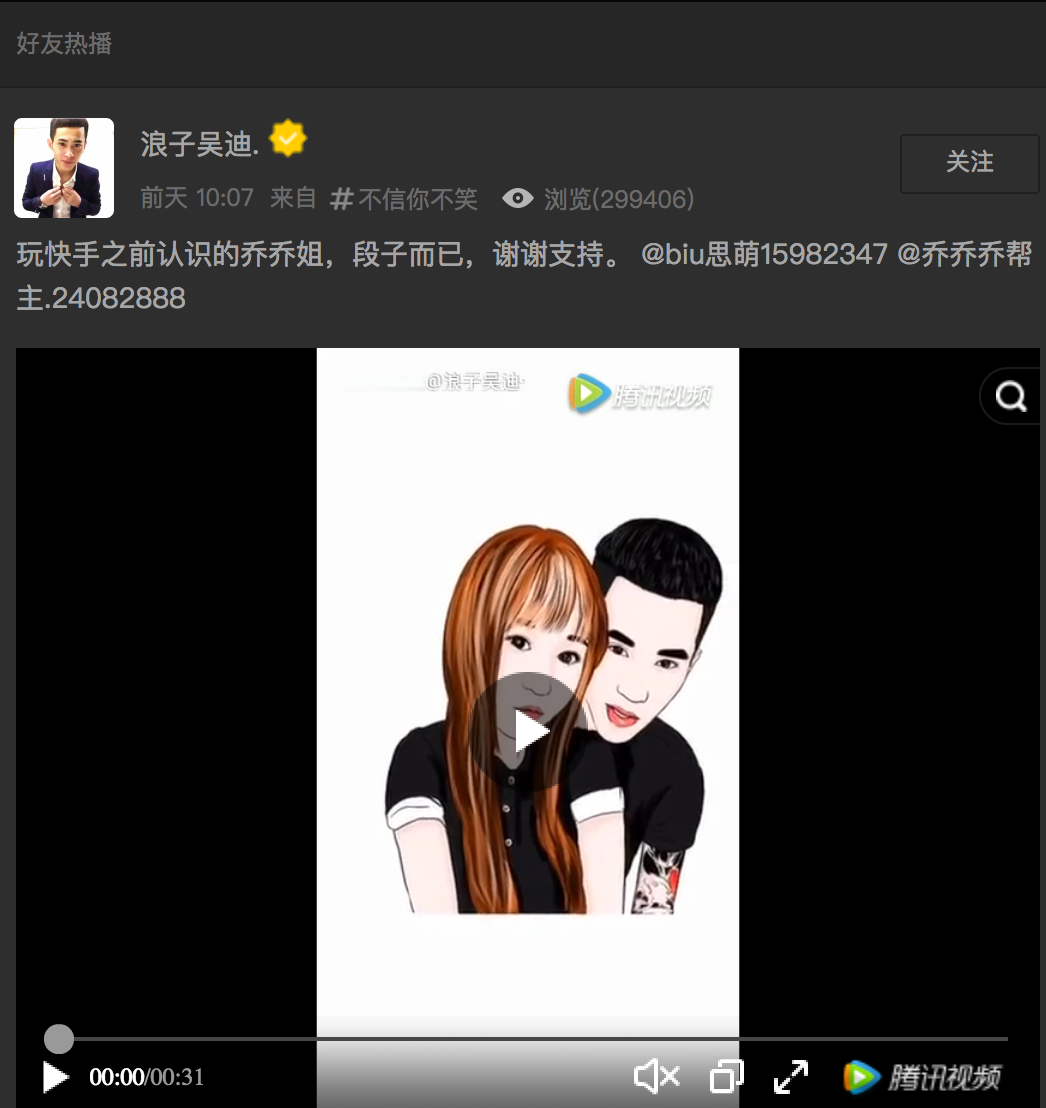 好友热播
浪子吴迪.
关注
前天 10:07 来自 #不信你不笑 浏览(299406)
玩快手之前认识的乔乔姐，段子而已，谢谢支持。 @biu思萌15982347 @乔乔乔帮
主.24082888
@浪子吴迪·
腾讯视频
00:00/00:31
腾讯视频